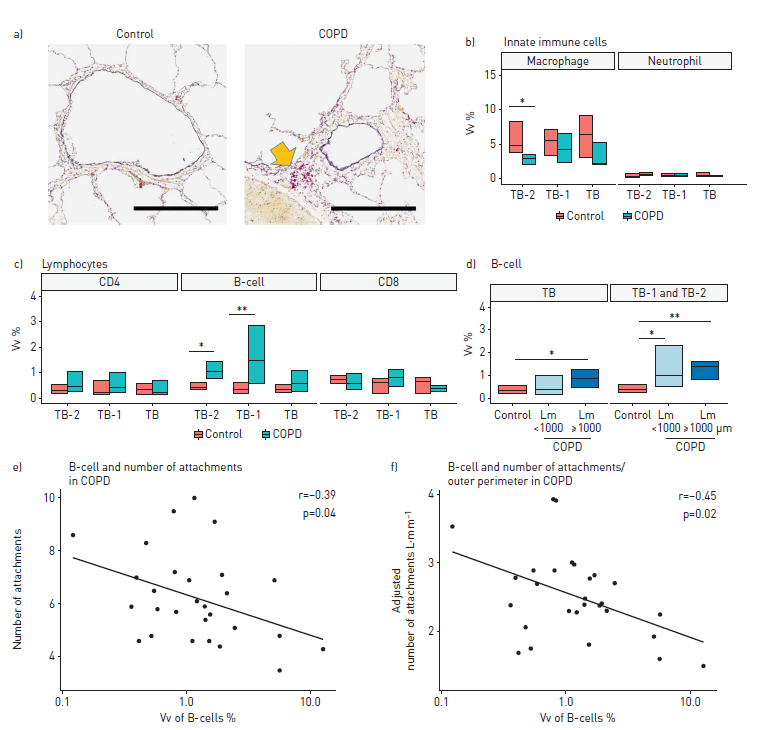 a)
Control
COPD
b)
Innate immune cells
Macrophage
Neutrophil
Vv %
15
10
5
0
*
TB-2 TB-1 TB TB-2 TB-1 TB
Control COPD
c)
Lymphocytes
CD4 B-cell CD8
Vv %
4
3
2
1
0
* **
TB-2 TB-1 TB TB-2 TB-1 TB TB-2 TB-1 TB
Control COPD
d)
B-cell
TB TB-1 and TB-2
Vv %
4
3
2
1
0
* * **
Control Lm Lm Control Lm Lm
<1000 ≥1000 <1000 ≥1000 µm
COPD COPD
e)
B-cell and number of attachments
in COPD
r=–0.39
p=0.04
Number of attachments
10
8
6
4
0.1 1.0 10.0
Vv of B-cells %
f)
B-cell and number of attachments/
outer perimeter in COPD
r=–0.45
p=0.02
Adjusted
number of attachments L·mm⁻¹
4
3
2
0.1 1.0 10.0
Vv of B-cells %